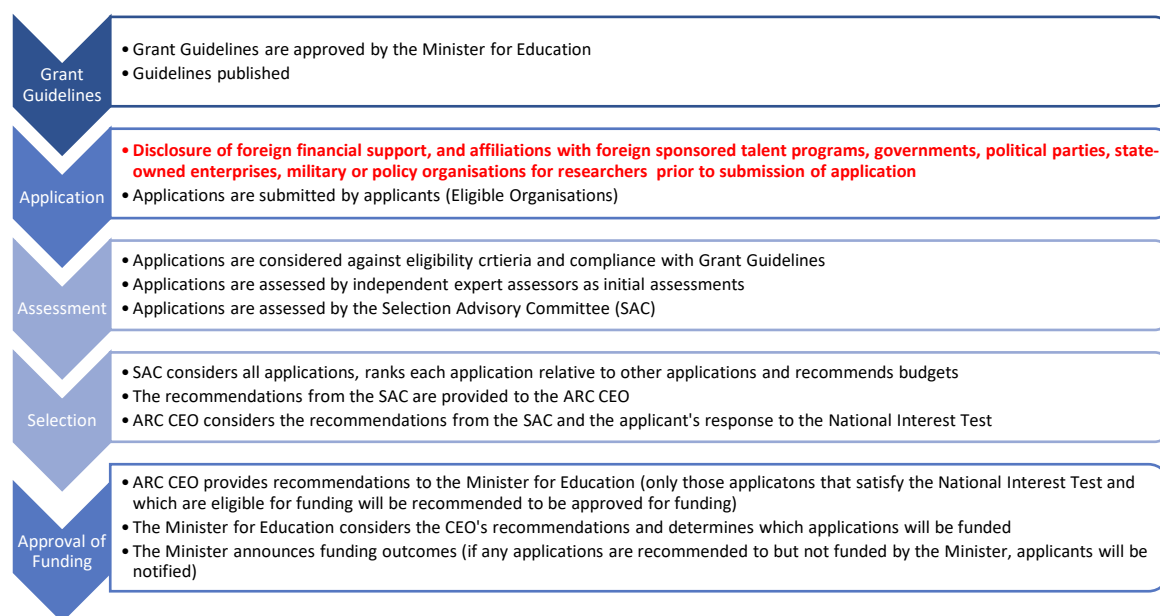 Grant
Guidelines
• Grant Guidelines are approved by the Minister for Education
• Guidelines published
Application
• Disclosure of foreign financial support, and affiliations with foreign sponsored talent programs, governments, political parties, state-
owned enterprises, military or policy organisations for researchers prior to submission of application
• Applications are submitted by applicants (Eligible Organisations)
Assessment
• Applications are considered against eligibility crtieria and compliance with Grant Guidelines
• Applications are assessed by independent expert assessors as initial assessments
• Applications are assessed by the Selection Advisory Committee (SAC)
Selection
• SAC considers all applications, ranks each application relative to other applications and recommends budgets
• The recommendations from the SAC are provided to the ARC CEO
• ARC CEO considers the recommendations from the SAC and the applicant's response to the National Interest Test
Approval of
Funding
• ARC CEO provides recommendations to the Minister for Education (only those applicatons that satisfy the National Interest Test and
which are eligible for funding will be recommended to be approved for funding)
• The Minister for Education considers the CEO's recommendations and determines which applications will be funded
• The Minister announces funding outcomes (if any applications are recommended to but not funded by the Minister, applicants will be
notified)